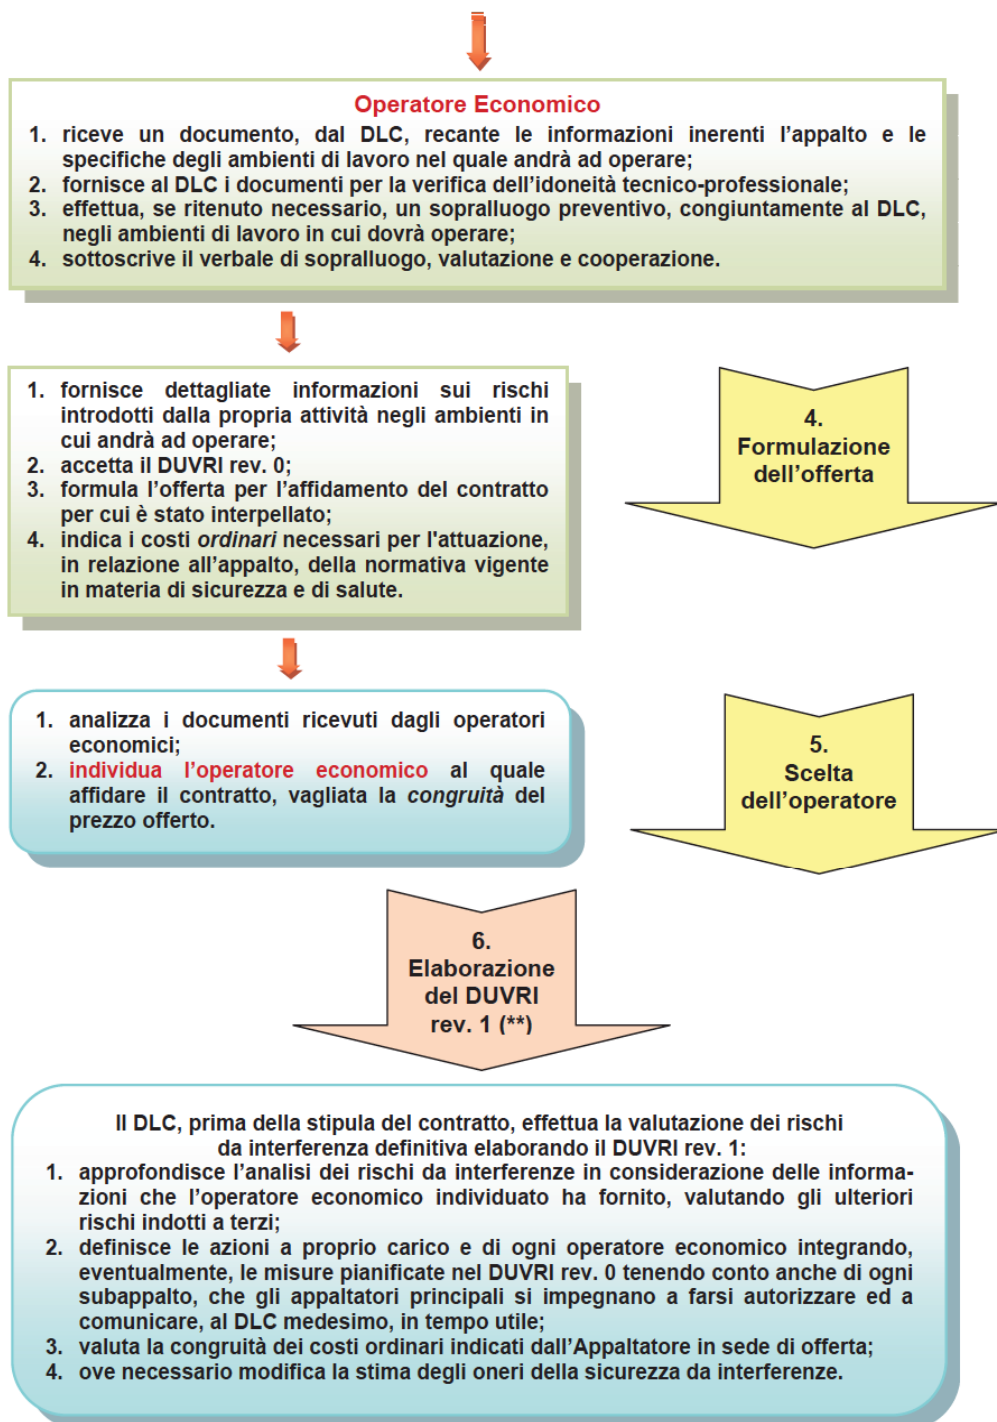 Operatore Economico
1. riceve un documento, dal DLC, recante le informazioni inerenti l'appalto e le
specifiche degli ambienti di lavoro nel quale andrà ad operare;
2. fornisce al DLC i documenti per la verifica dell'idoneità tecnico-professionale;
3. effettua, se ritenuto necessario, un sopralluogo preventivo, congiuntamente al DLC,
negli ambienti di lavoro in cui dovrà operare;
4. sottoscrive il verbale di sopralluogo, valutazione e cooperazione.
1. fornisce dettagliate informazioni sui rischi
introdotti dalla propria attività negli ambienti in
cui andrà ad operare;
2. accetta il DUVRI rev. 0;
3. formula l'offerta per l'affidamento del contratto
per cui è stato interpellato;
4. indica i costi ordinari necessari per l'attuazione,
in relazione all'appalto, della normativa vigente
in materia di sicurezza e di salute.
4.
Formulazione
dell'offerta
1. analizza i documenti ricevuti dagli operatori
economici;
2. individua l'operatore economico al quale
affidare il contratto, vagliata la congruità del
prezzo offerto.
5.
Scelta
dell'operatore
6.
Elaborazione
del DUVRI
rev. 1 (**)
Il DLC, prima della stipula del contratto, effettua la valutazione dei rischi
da interferenza definitiva elaborando il DUVRI rev. 1:
1. approfondisce l'analisi dei rischi da interferenze in considerazione delle informa-
zioni che l'operatore economico individuato ha fornito, valutando gli ulteriori
rischi indotti a terzi;
2. definisce le azioni a proprio carico e di ogni operatore economico integrando,
eventualmente, le misure pianificate nel DUVRI rev. 0 tenendo conto anche di ogni
subappalto, che gli appaltatori principali si impegnano a farsi autorizzare ed a
comunicare, al DLC medesimo, in tempo utile;
3. valuta la congruità dei costi ordinari indicati dall'Appaltatore in sede di offerta;
4. ove necessario modifica la stima degli oneri della sicurezza da interferenze.